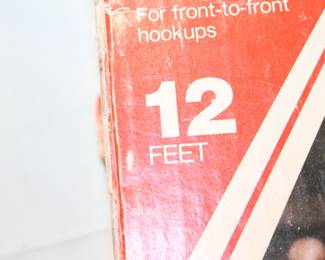 For front-to-front
hookups
12
FEET